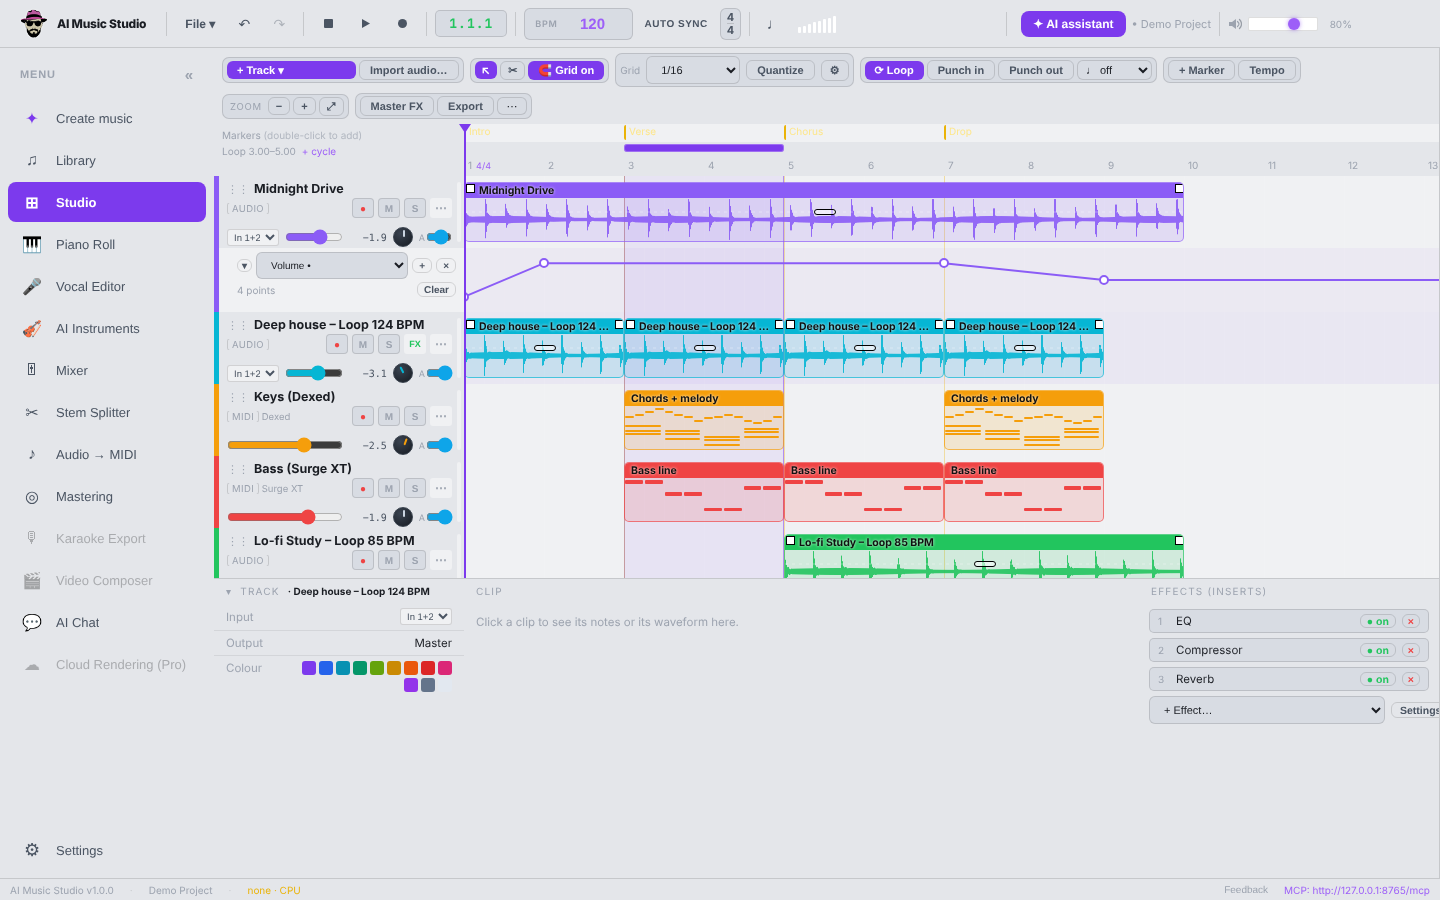 AI Music Studio
File ▾
1.1.1
BPM 120
AUTO SYNC
4
4
✦ AI assistant
• Demo Project
80%
MENU
«
Create music
Library
Studio
Piano Roll
Vocal Editor
AI Instruments
Mixer
Stem Splitter
Audio → MIDI
Mastering
Karaoke Export
Video Composer
AI Chat
Cloud Rendering (Pro)
Settings
+ Track ▾
Import audio…
Grid on
Grid 1/16
Quantize
⟳ Loop
Punch in
Punch out
♩ off
+ Marker
Tempo
ZOOM − +
Master FX
Export
⋯
Markers (double-click to add)
Loop 3.00–5.00 + cycle
Intro Verse Chorus Drop
1 4/4 2 3 4 5 6 7 8 9 10 11 12 13
Midnight Drive
AUDIO
M S ⋯
In 1+2
−1.9
A
Midnight Drive
Volume •
+ ×
4 points
Clear
Deep house – Loop 124 BPM
AUDIO
M S FX ⋯
In 1+2
−3.1
A
Deep house – Loop 124 … Deep house – Loop 124 … Deep house – Loop 124 … Deep house – Loop 124 …
Keys (Dexed)
MIDI Dexed
M S ⋯
−2.5
A
Chords + melody Chords + melody
Bass (Surge XT)
MIDI Surge XT
M S ⋯
−1.9
A
Bass line Bass line Bass line
Lo-fi Study – Loop 85 BPM
AUDIO
M S ⋯
Lo-fi Study – Loop 85 BPM
▾ TRACK · Deep house – Loop 124 BPM
Input In 1+2
Output Master
Colour
CLIP
Click a clip to see its notes or its waveform here.
EFFECTS (INSERTS)
1 EQ ● on ×
2 Compressor ● on ×
3 Reverb ● on ×
+ Effect…
Settings
AI Music Studio v1.0.0 · Demo Project · none · CPU
Feedback
MCP: http://127.0.0.1:8765/mcp